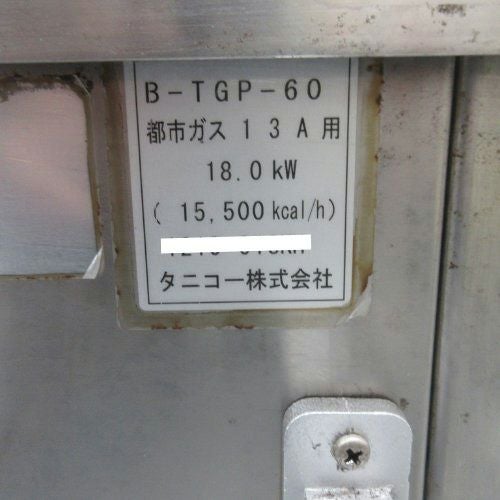 B-TGP-60
都市ガス１３Ａ用
18.0kW
(15,500kcal/h)
タニコー株式会社